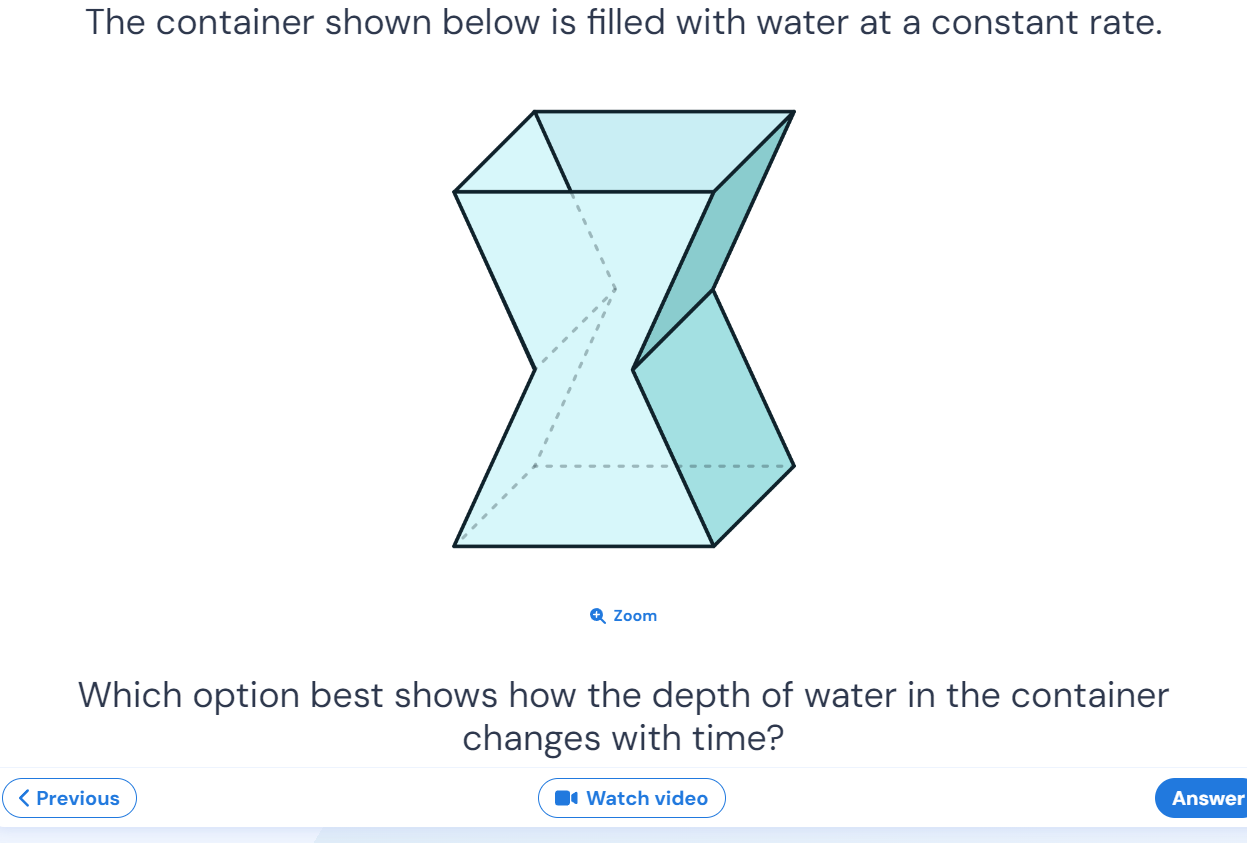 The container shown below is filled with water at a constant rate.
Zoom
Which option best shows how the depth of water in the container
changes with time?
Previous
Watch video
Answer